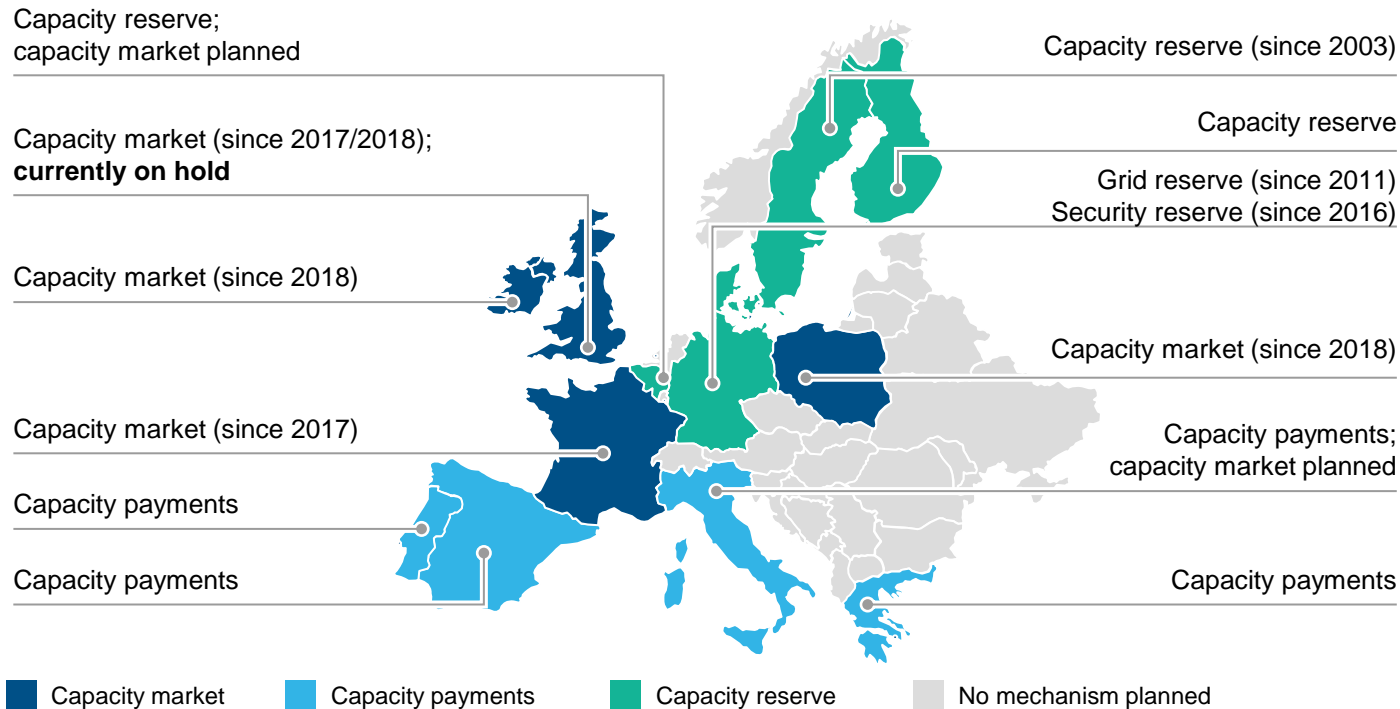 Capacity reserve;
capacity market planned
Capacity market (since 2017/2018);
currently on hold
Capacity market (since 2018)
Capacity market (since 2017)
Capacity payments
Capacity payments
Capacity reserve (since 2003)
Capacity reserve
Grid reserve (since 2011)
Security reserve (since 2016)
Capacity market (since 2018)
Capacity payments;
capacity market planned
Capacity payments
Capacity market
Capacity payments
Capacity reserve
No mechanism planned